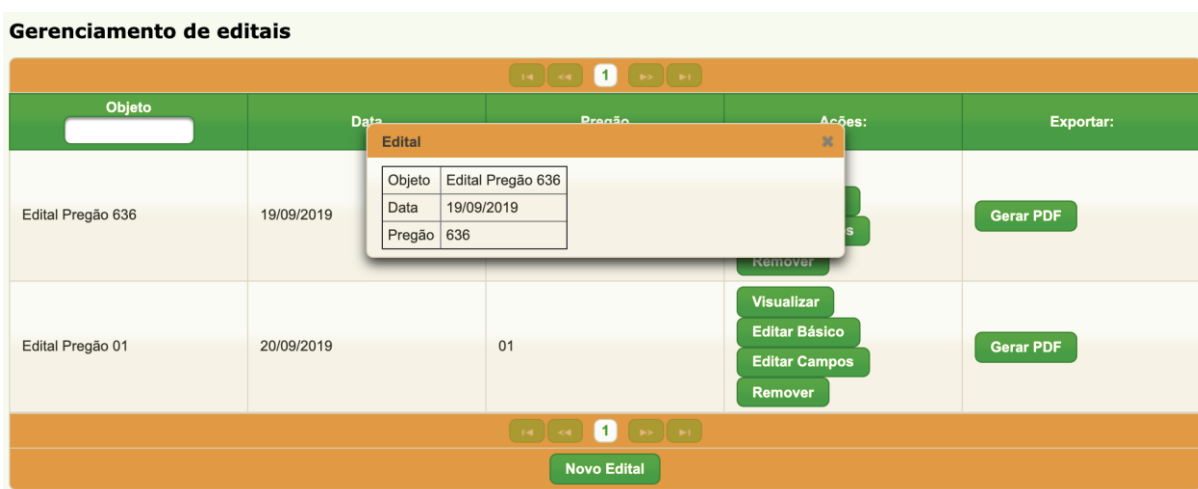 Gerenciamento de editais
1
Objeto Data Pregão Ações: Exportar:
Edital
Objeto Edital Pregão 636
Data 19/09/2019
Pregão 636
Edital Pregão 636 19/09/2019 Gerar PDF
Remover
Visualizar
Editar Básico
Edital Pregão 01 20/09/2019 01 Gerar PDF
Editar Campos
Remover
1
Novo Edital